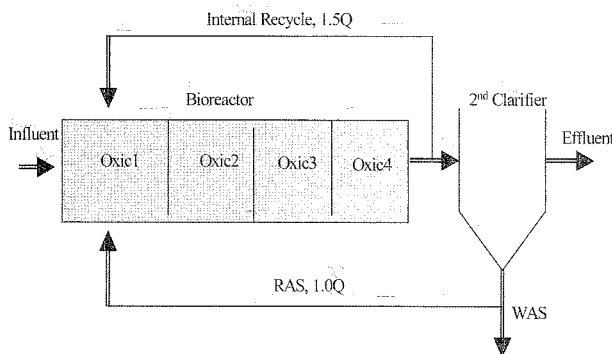 Internal Recycle, 1.5Q
Bioreactor
2nd Clarifier
Influent
Effluent
Oxic1
Oxic2
Oxic3
Oxic4
RAS, 1.0Q
WAS